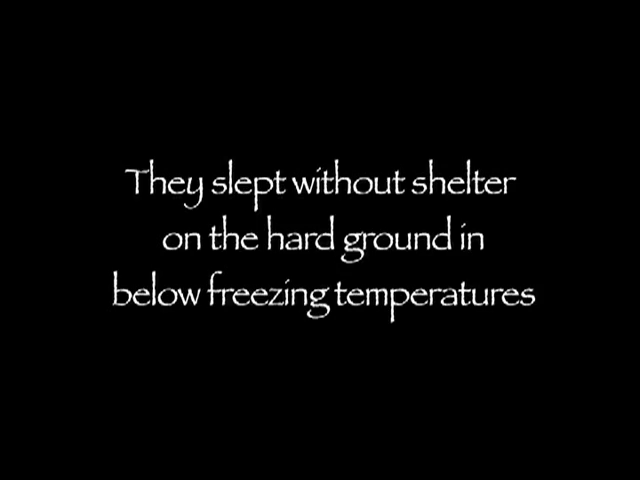 They slept without shelter
on the hard ground in
below freezing temperatures